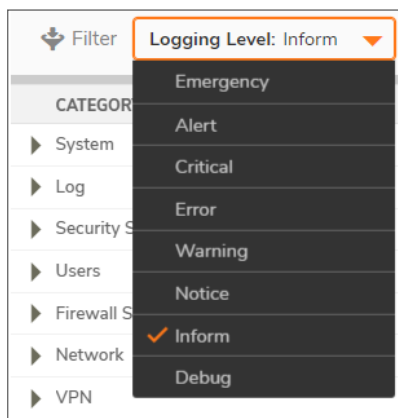 Filter
Logging Level: Inform
Emergency
CATEGOR
Alert
System
Critical
Log
Error
Security S
Warning
Users
Notice
Firewall S
Inform
Network
Debug
VPN